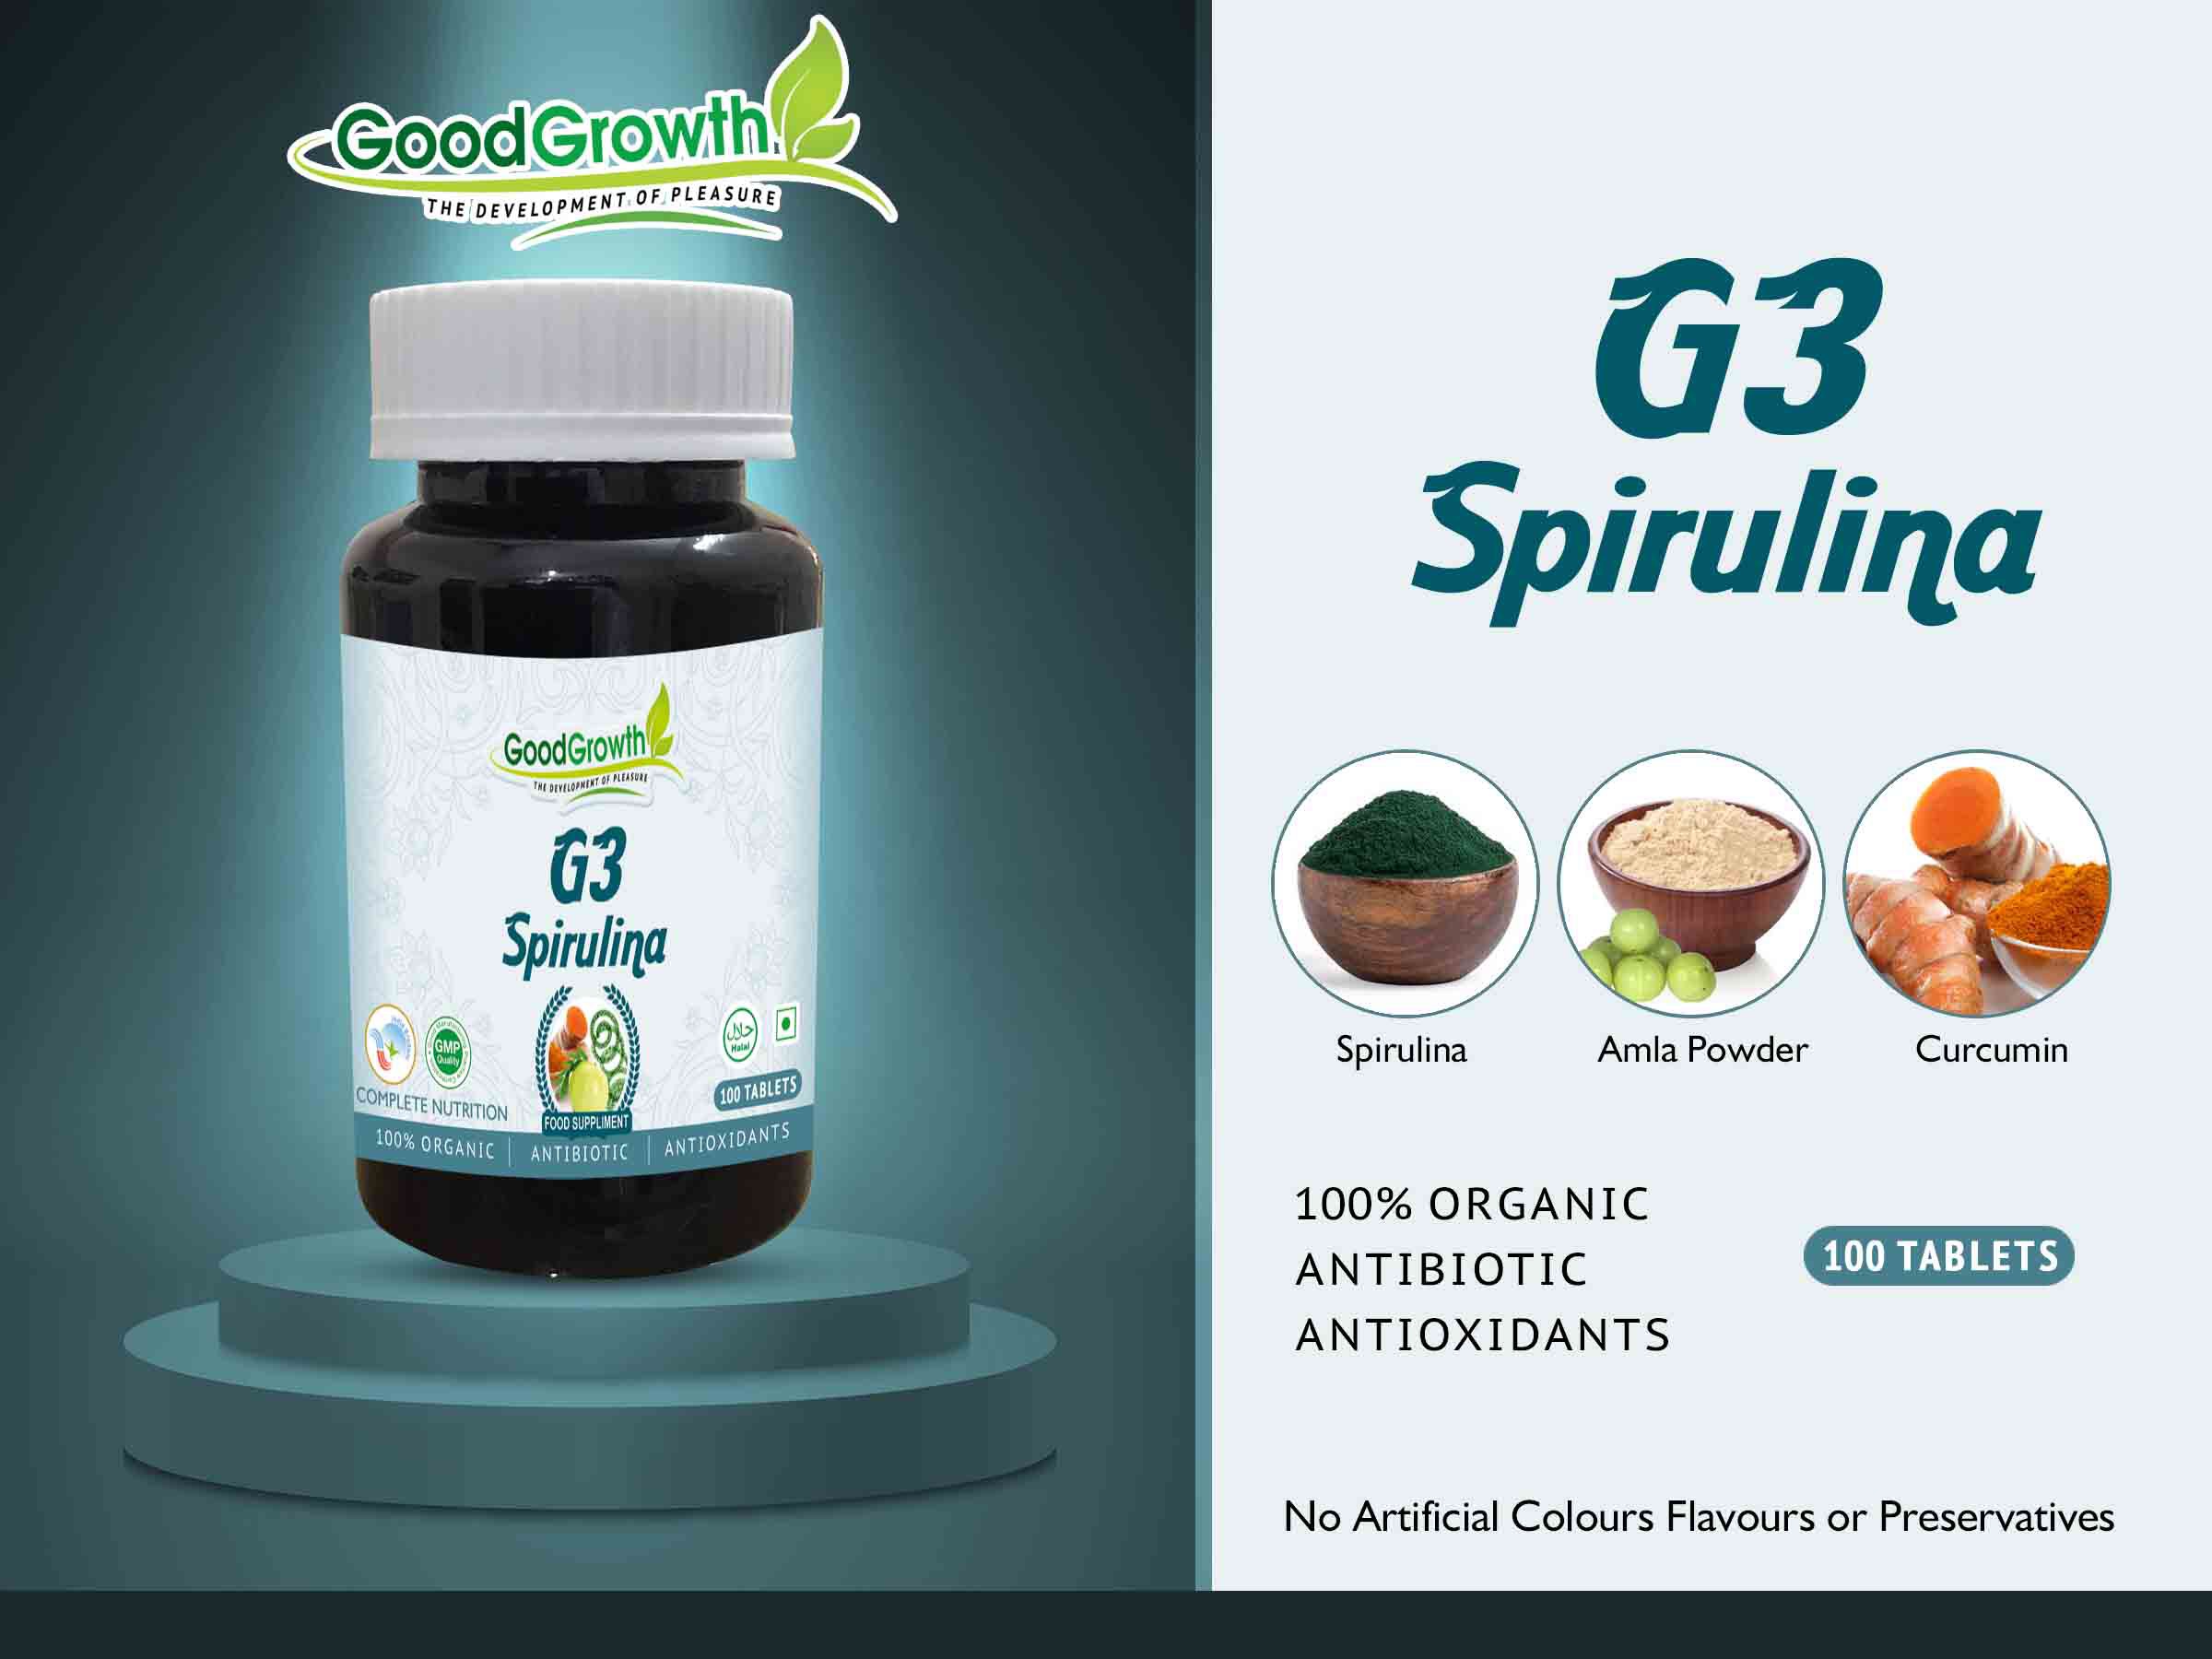 GoodGrowth
THE DEVELOPMENT OF PLEASURE
GoodGrowth
THE DEVELOPMENT OF PLEASURE
G3
Spirulina
GMP
Quality
حلال
Halal
COMPLETE NUTRITION
FOOD SUPPLIMENT
100 TABLETS
100% ORGANIC
ANTIBIOTIC
ANTIOXIDANTS
G3
Spirulina
Spirulina
Amla Powder
Curcumin
100% ORGANIC
ANTIBIOTIC
ANTIOXIDANTS
100 TABLETS
No Artificial Colours Flavours or Preservatives